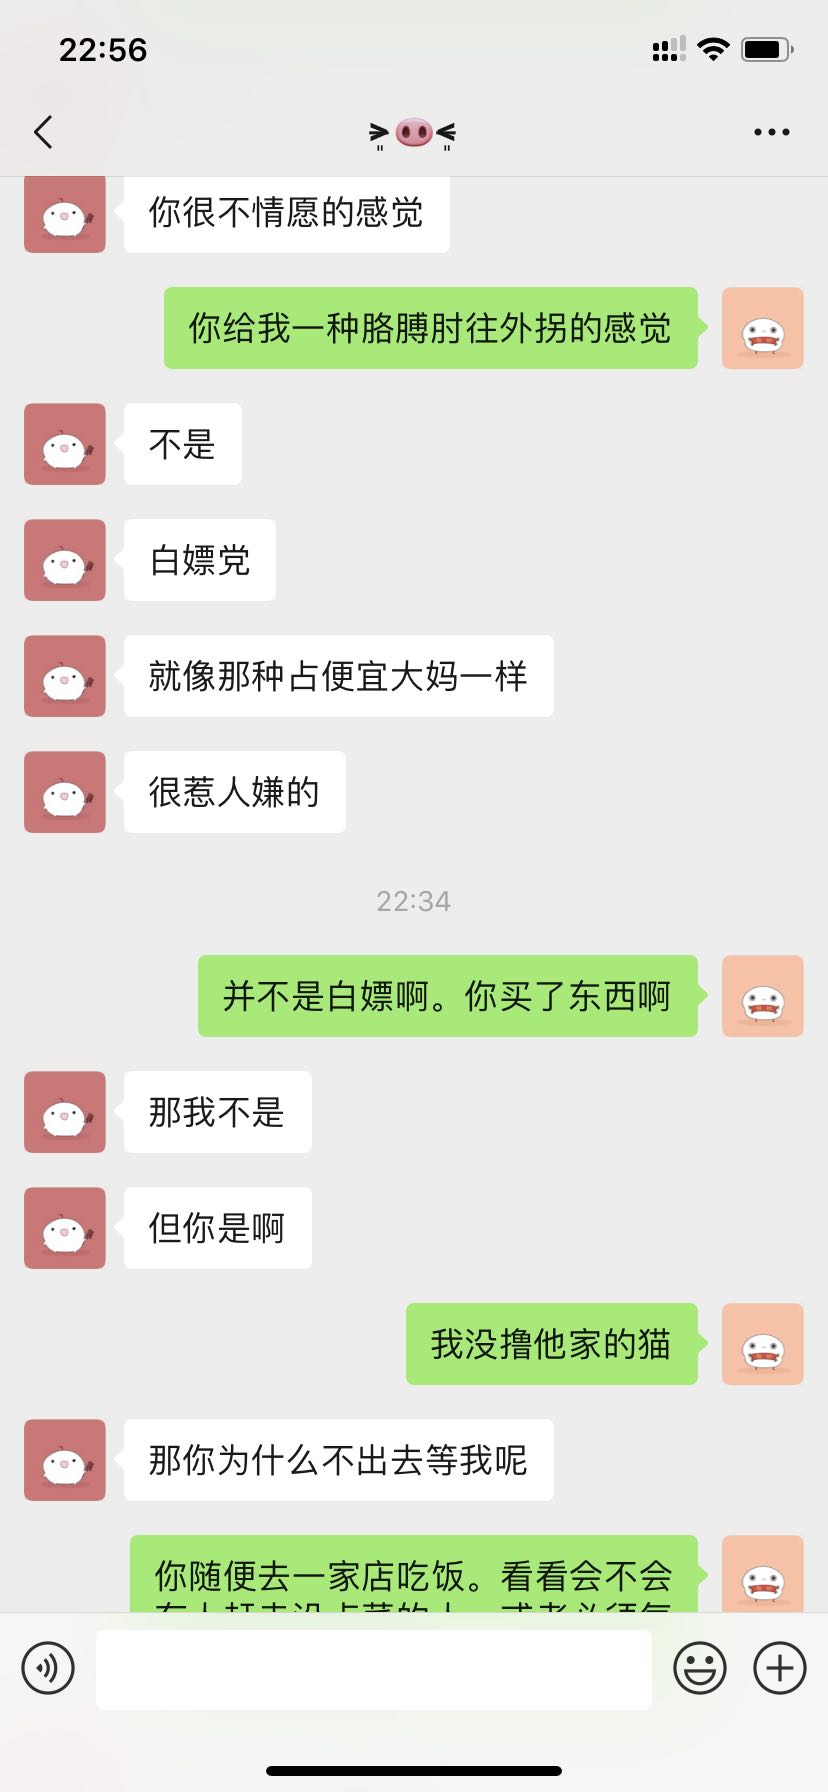 22:56
你很不情愿的感觉
你给我一种胳膊肘往外拐的感觉
不是
白嫖党
就像那种占便宜大妈一样
很惹人嫌的
22:34
并不是白嫖啊。你买了东西啊
那我不是
但你是啊
我没撸他家的猫
那你为什么不出去等我呢
你随便去一家店吃饭。看看会不会